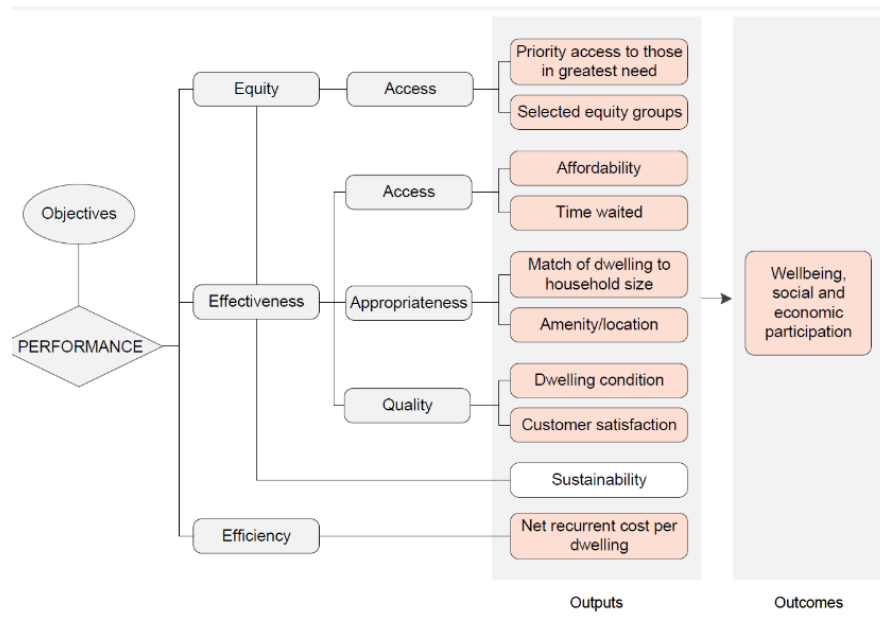 Priority access to those
in greatest need
Equity
Access
Selected equity groups
Affordability
Access
Objectives
Time waited
Match of dwelling to
household size
Wellbeing,
social and
economic
participation
Effectiveness
Appropriateness
Amenity/location
PERFORMANCE
Dwelling condition
Quality
Customer satisfaction
Sustainability
Net recurrent cost per
dwelling
Efficiency
Outputs
Outcomes